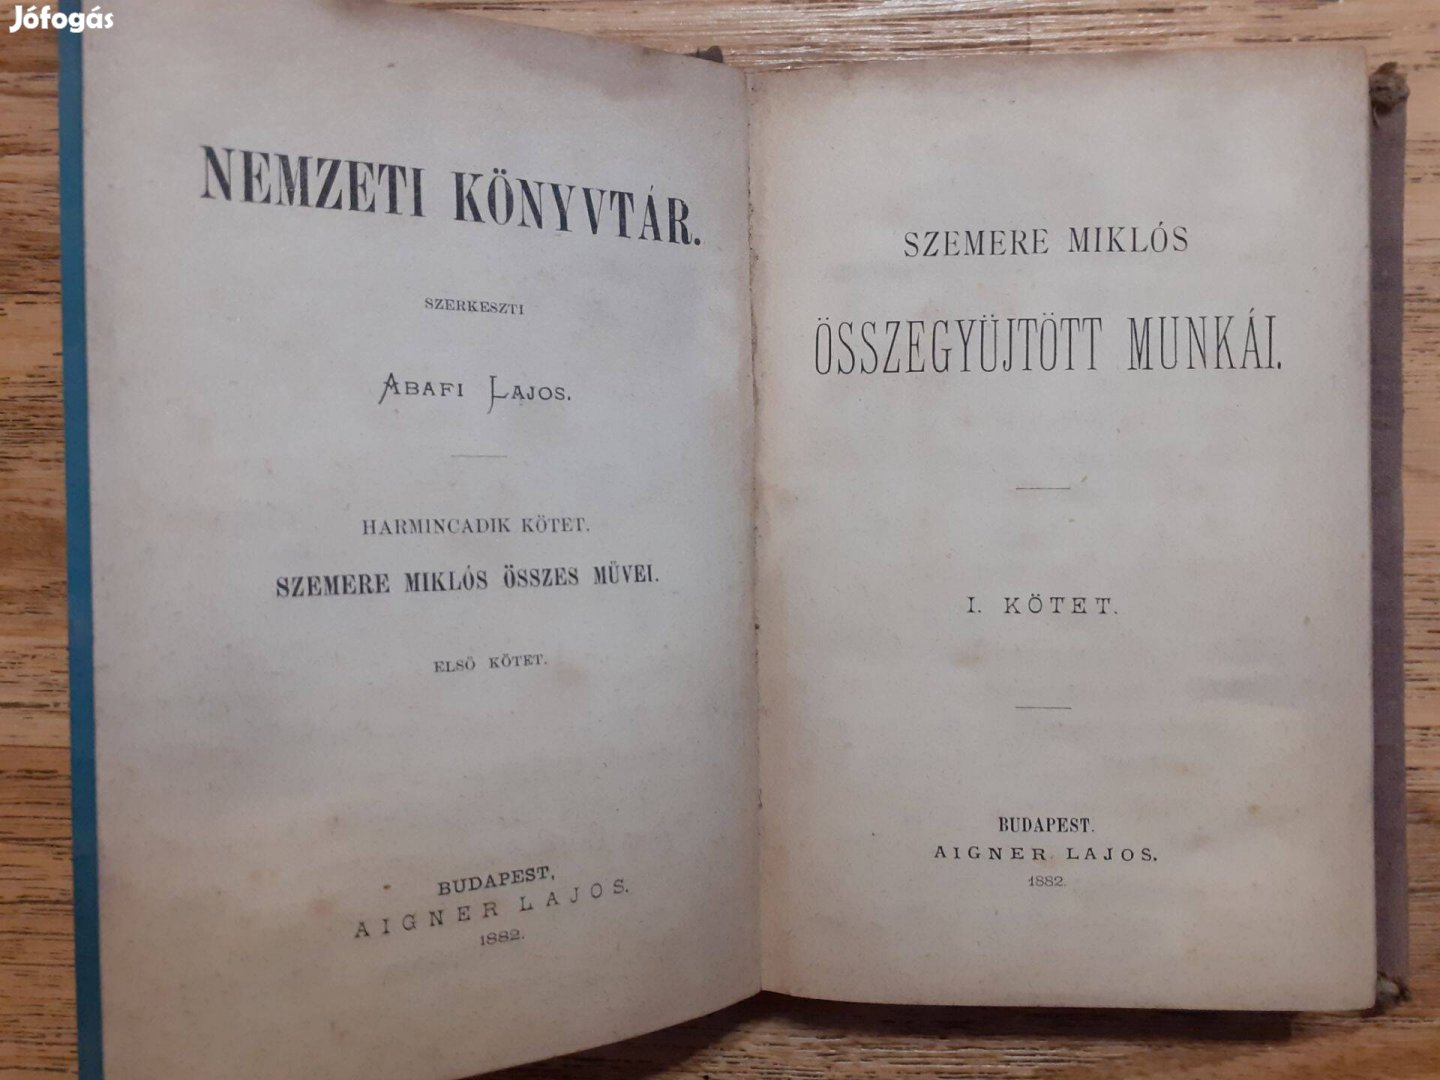 Jófogás
NEMZETI KÖNYVTÁR.
SZERKESZTI
ABAFI LAJOS.
HARMINCADIK KÖTET.
SZEMERE MIKLÓS ÖSSZES MŰVEI.
ELSŐ KÖTET.
BUDAPEST,
AIGNER LAJOS.
1882.
SZEMERE MIKLÓS
ÖSSZEGYÜJTÖTT MUNKÁI.
I. KÖTET.
BUDAPEST.
AIGNER LAJOS.
1882.